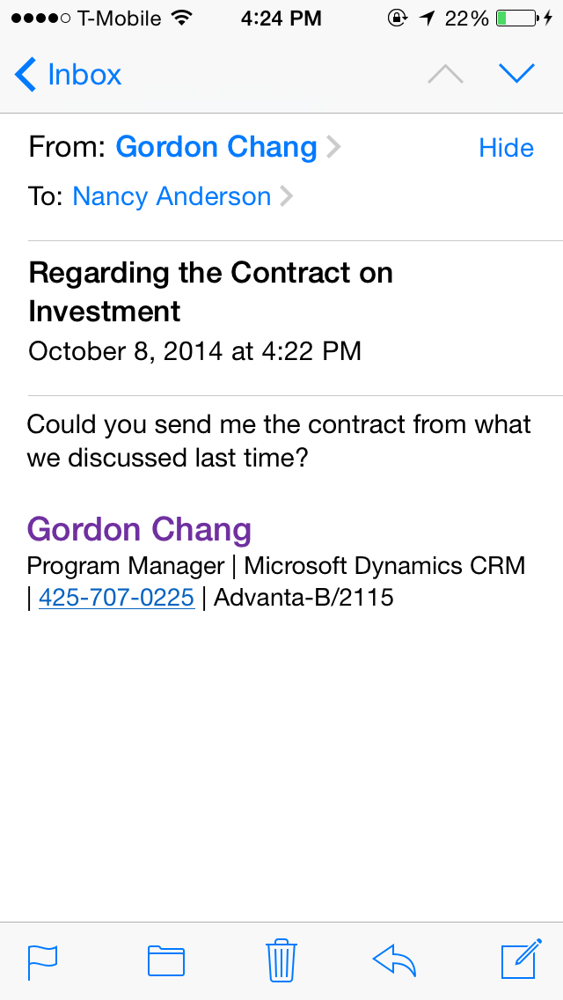 T-Mobile 4:24 PM 22%
Inbox
From: Gordon Chang Hide
To: Nancy Anderson
Regarding the Contract on
Investment
October 8, 2014 at 4:22 PM
Could you send me the contract from what
we discussed last time?
Gordon Chang
Program Manager | Microsoft Dynamics CRM
| 425-707-0225 | Advanta-B/2115